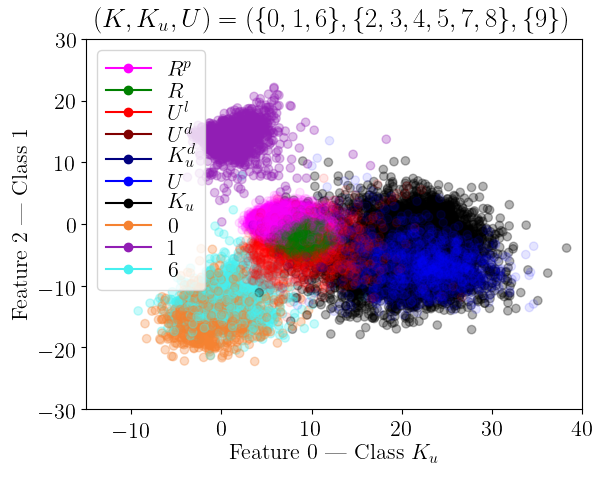 (K, K_u, U) = ({0, 1, 6}, {2, 3, 4, 5, 7, 8}, {9})
30
20
10
0
−10
−20
−30
Feature 2 — Class 1
R^p
R
U^l
U^d
K_u^d
U
K_u
0
1
6
−10
0
10
20
30
40
Feature 0 — Class K_u